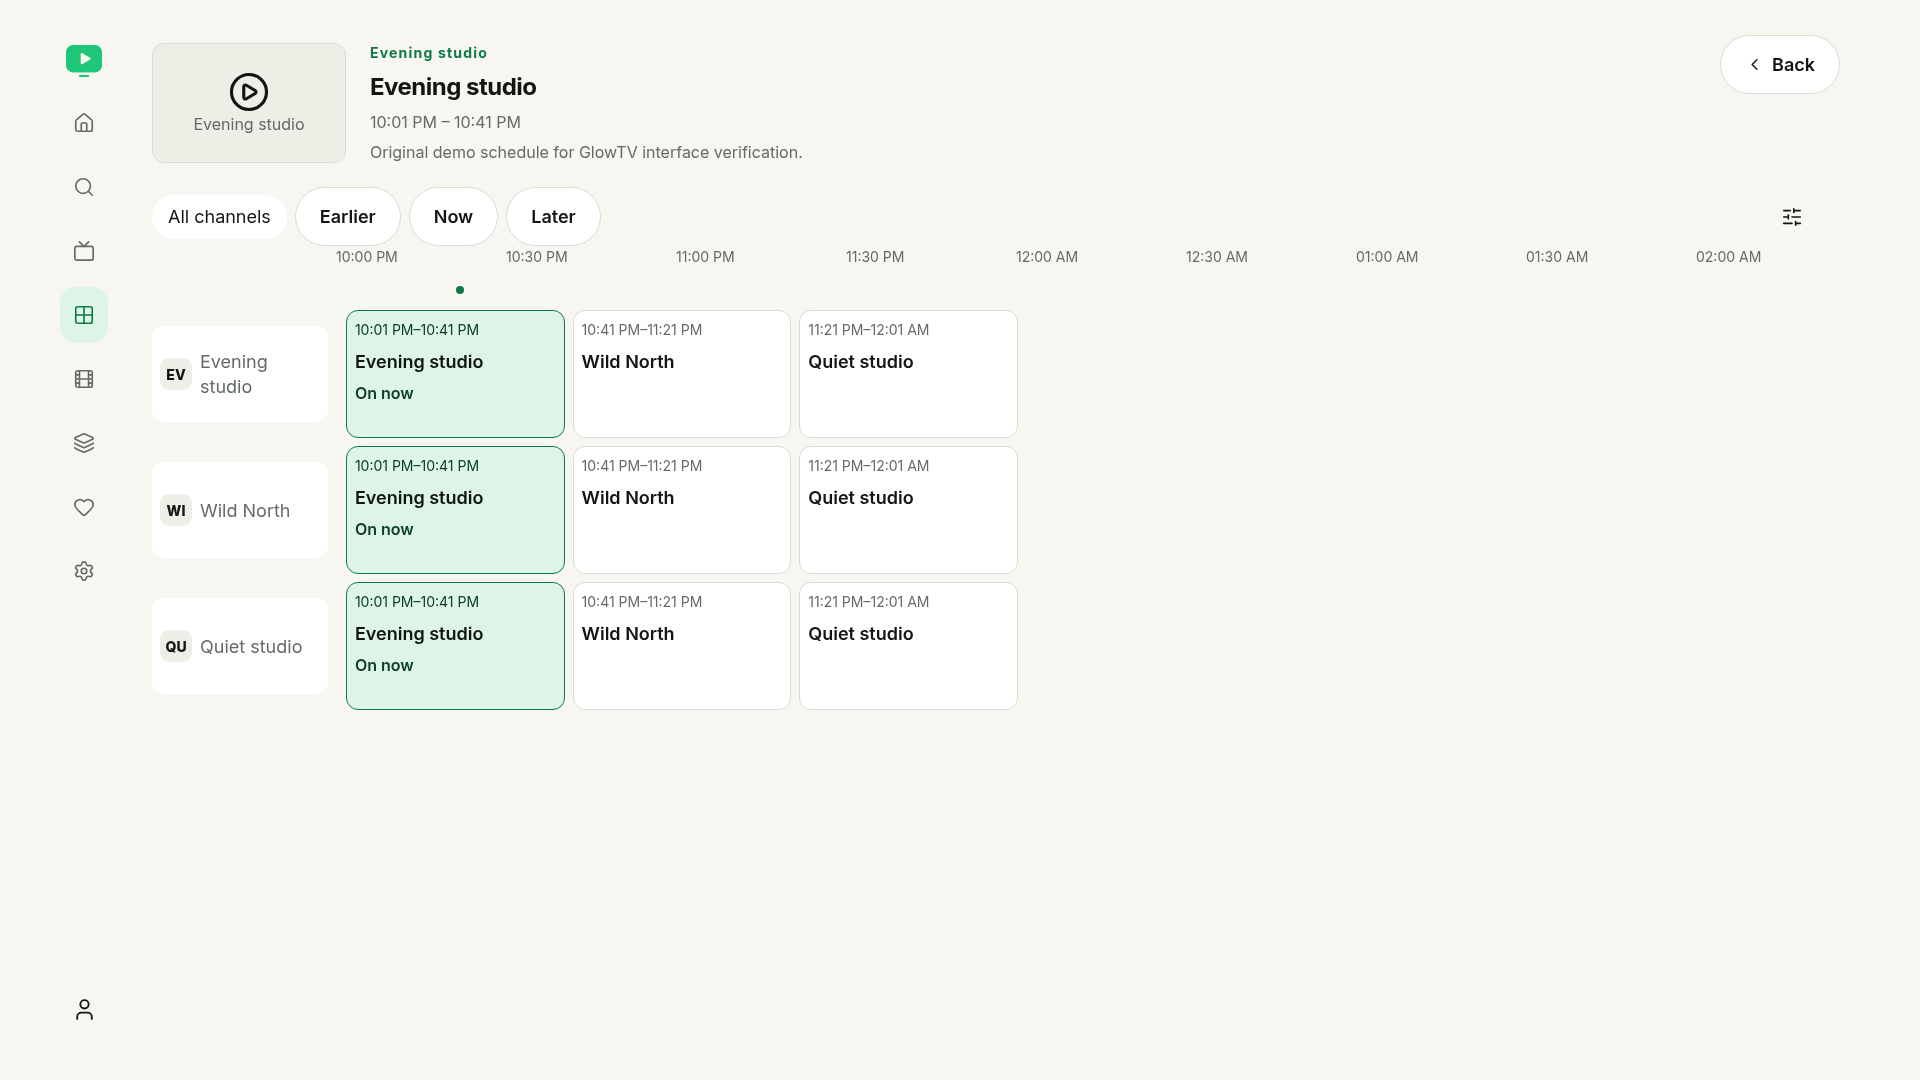 Evening studio
Evening studio
Evening studio
10:01 PM – 10:41 PM
Original demo schedule for GlowTV interface verification.
Back
All channels
Earlier
Now
Later
10:00 PM
10:30 PM
11:00 PM
11:30 PM
12:00 AM
12:30 AM
01:00 AM
01:30 AM
02:00 AM
EV
Evening
studio
10:01 PM–10:41 PM
Evening studio
On now
10:41 PM–11:21 PM
Wild North
11:21 PM–12:01 AM
Quiet studio
WI
Wild North
10:01 PM–10:41 PM
Evening studio
On now
10:41 PM–11:21 PM
Wild North
11:21 PM–12:01 AM
Quiet studio
QU
Quiet studio
10:01 PM–10:41 PM
Evening studio
On now
10:41 PM–11:21 PM
Wild North
11:21 PM–12:01 AM
Quiet studio